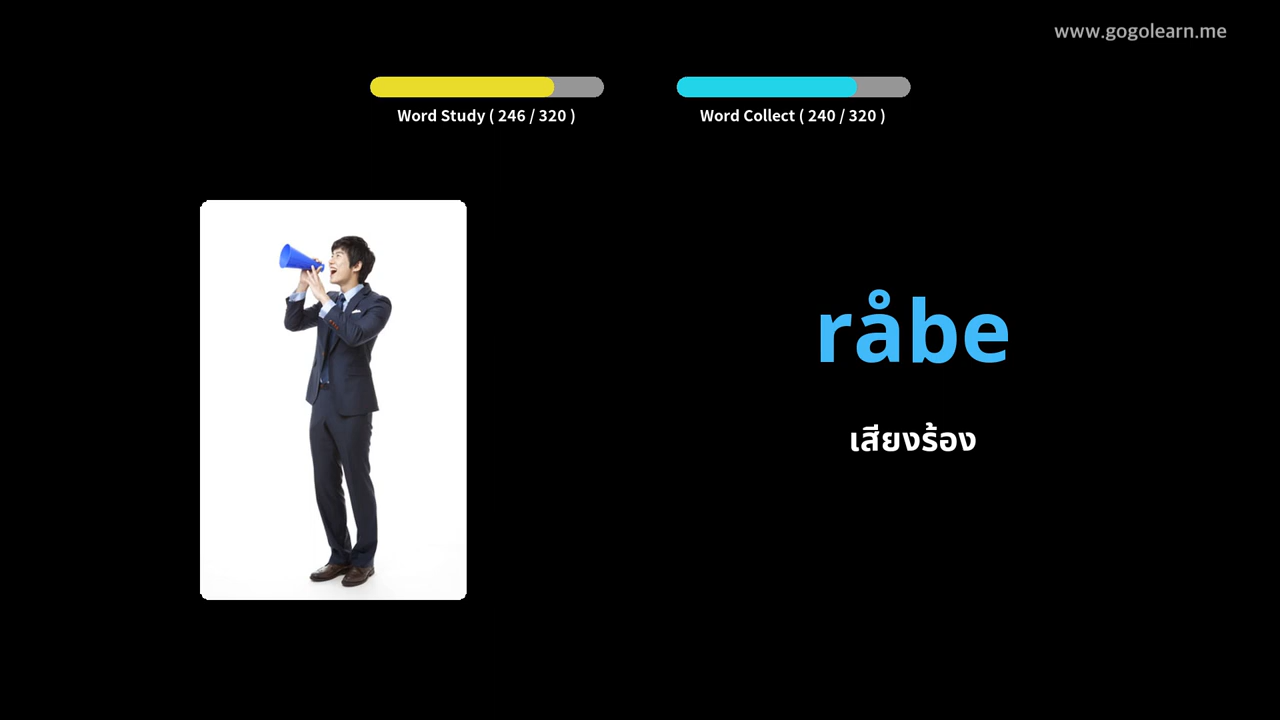 www.gogolearn.me
Word Study ( 246 / 320 )
Word Collect ( 240 / 320 )
råbe
เสียงร้อง